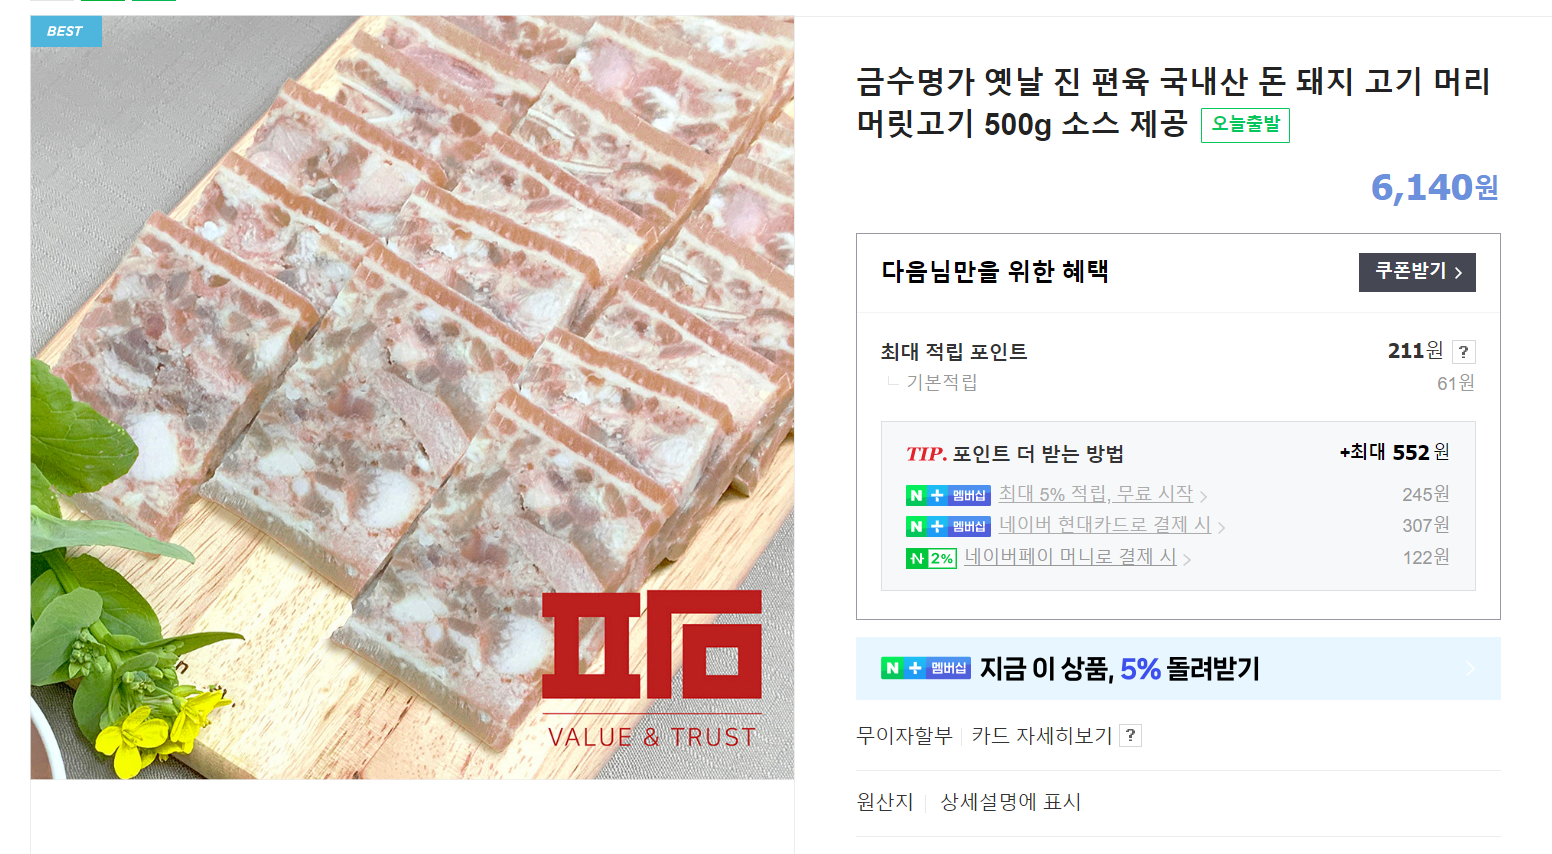 BEST
금수명가 옛날 진 편육 국내산 돈 돼지 고기 머리
머릿고기 500g 소스 제공 오늘출발
6,140원
다음님만을 위한 혜택 쿠폰받기
최대 적립 포인트 211원 ?
기본적립 61원
TIP. 포인트 더 받는 방법 +최대 552원
N+ 멤버십 최대 5% 적립, 무료 시작 245원
N+ 멤버십 네이버 현대카드로 결제 시 307원
N 2% 네이버페이 머니로 결제 시 122원
VALUE & TRUST
N+ 멤버십 지금 이 상품, 5% 돌려받기
무이자할부 카드 자세히보기 ?
원산지 상세설명에 표시